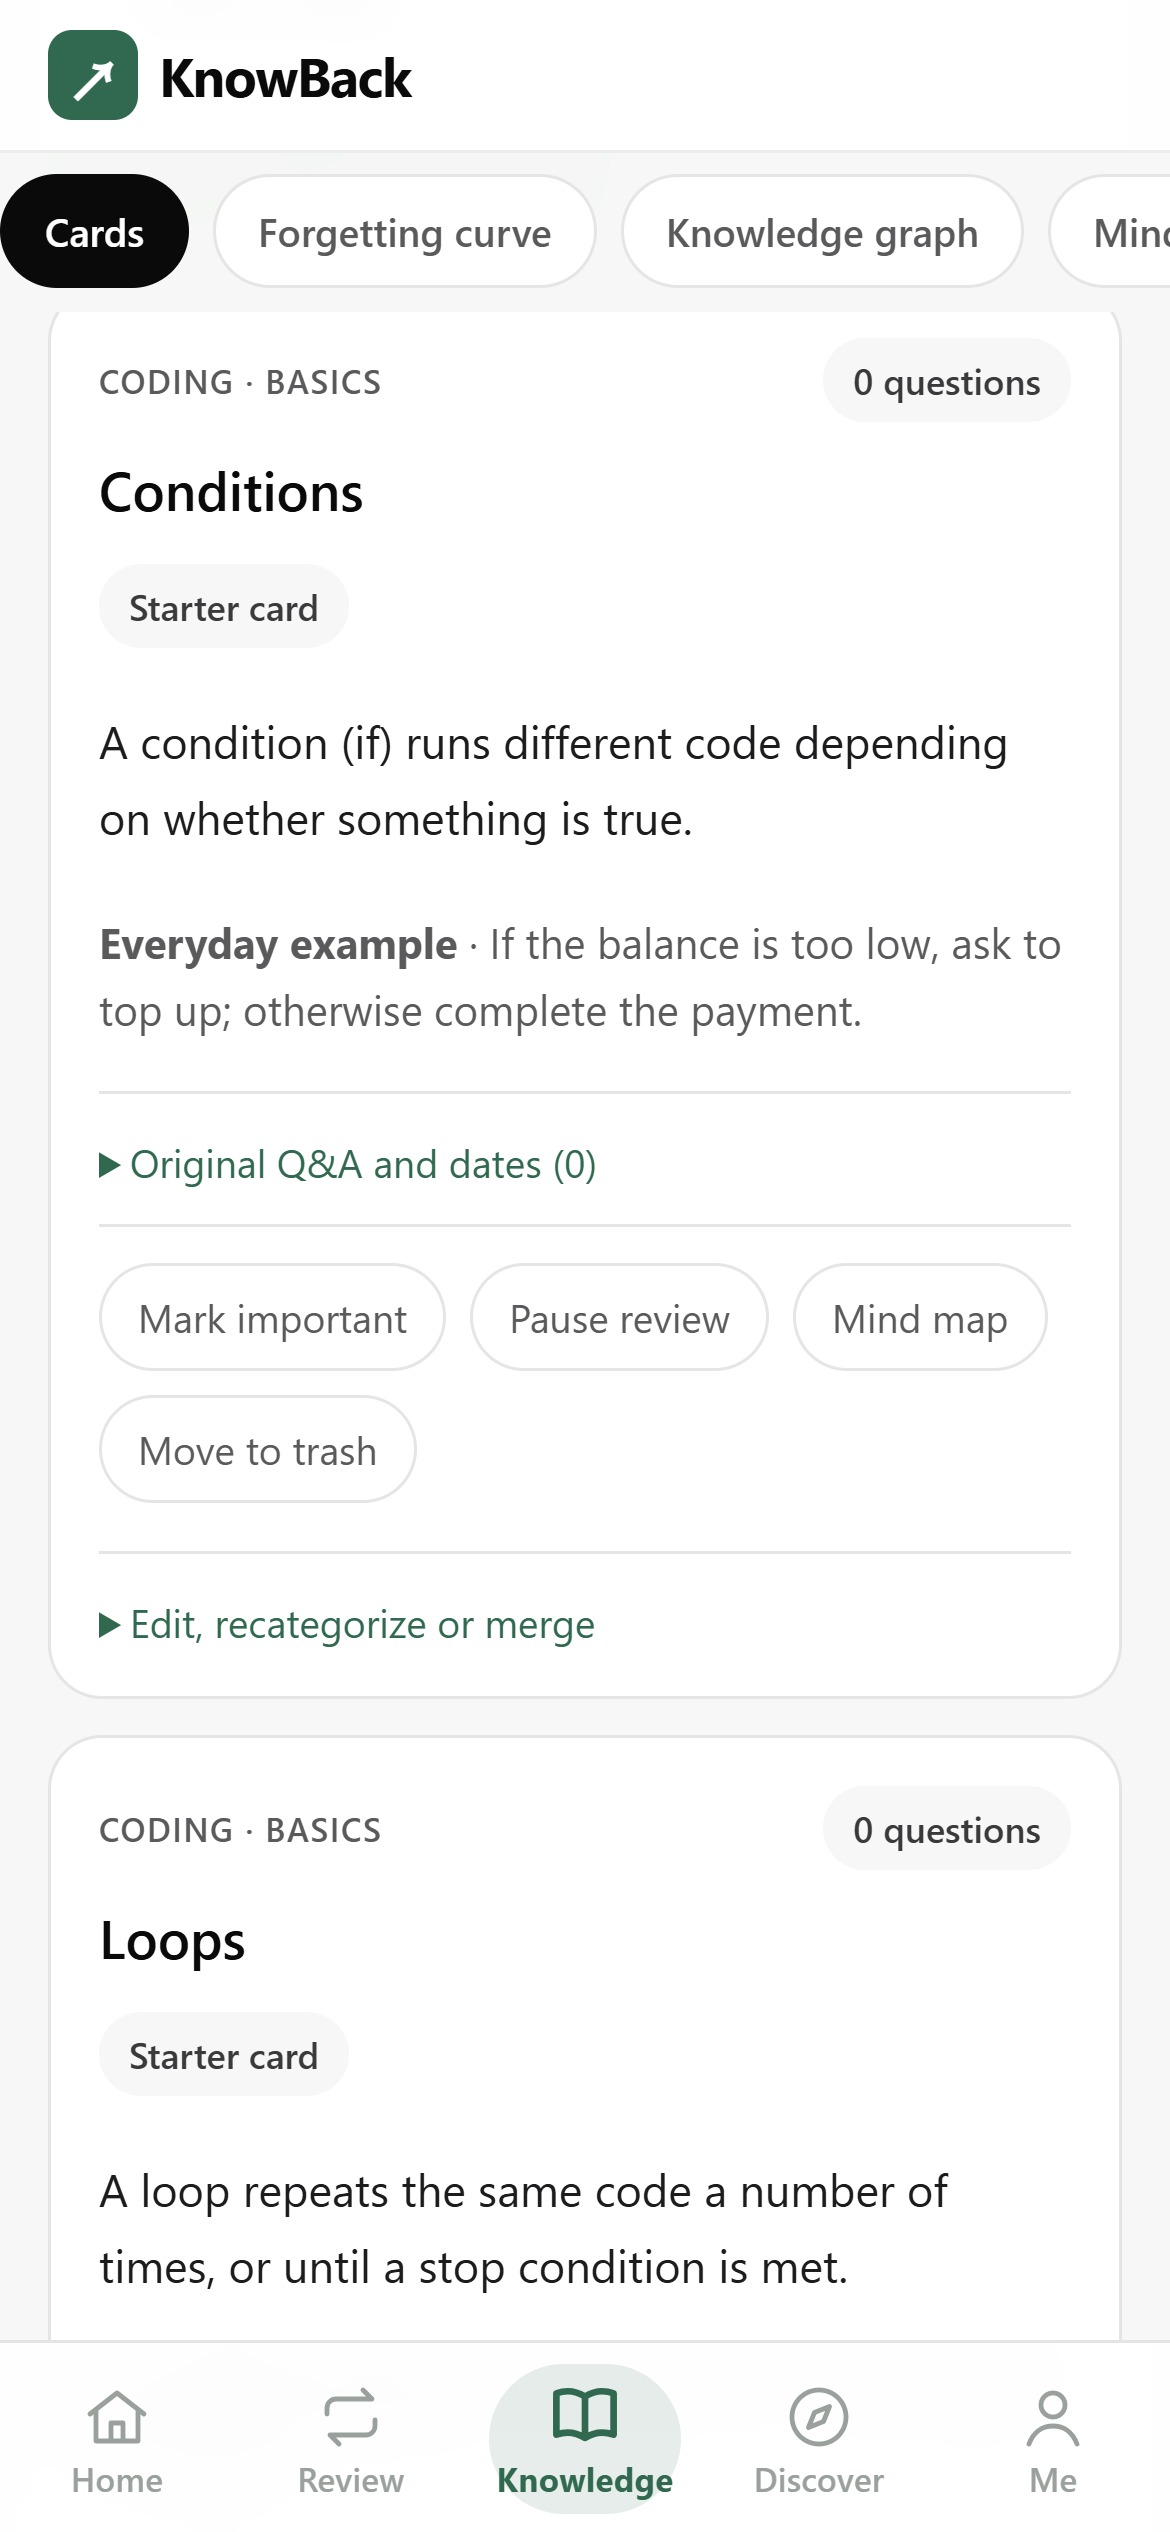 KnowBack
Cards
Forgetting curve
Knowledge graph
CODING · BASICS
0 questions
Conditions
Starter card
A condition (if) runs different code depending
on whether something is true.
Everyday example · If the balance is too low, ask to
top up; otherwise complete the payment.
Original Q&A and dates (0)
Mark important
Pause review
Mind map
Move to trash
Edit, recategorize or merge
CODING · BASICS
0 questions
Loops
Starter card
A loop repeats the same code a number of
times, or until a stop condition is met.
Home
Review
Knowledge
Discover
Me